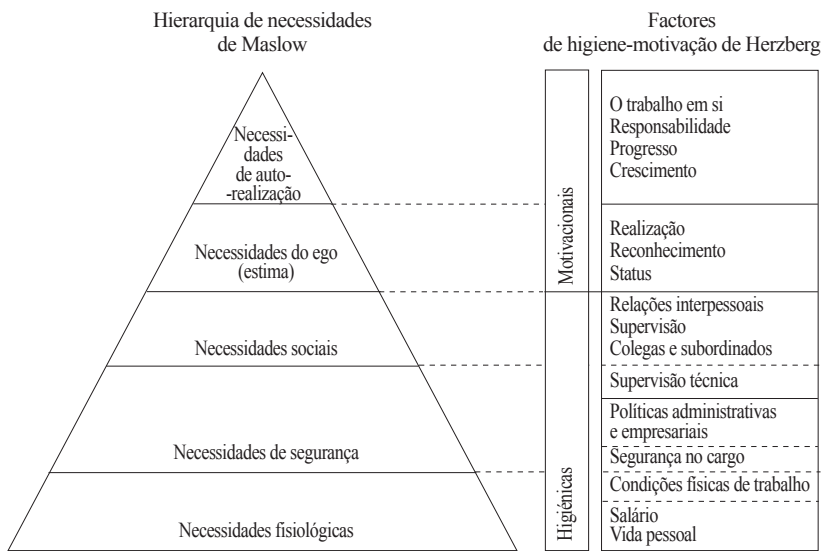 Hierarquia de necessidades
de Maslow
Necessi-
dades
de auto-
-realização
Necessidades do ego
(estima)
Necessidades sociais
Necessidades de segurança
Necessidades fisiológicas
Factores
de higiene-motivação de Herzberg
Motivacionais
O trabalho em si
Responsabilidade
Progresso
Crescimento
Realização
Reconhecimento
Status
Higiénicas
Relações interpessoais
Supervisão
Colegas e subordinados
Supervisão técnica
Políticas administrativas
e empresariais
Segurança no cargo
Condições físicas de trabalho
Salário
Vida pessoal